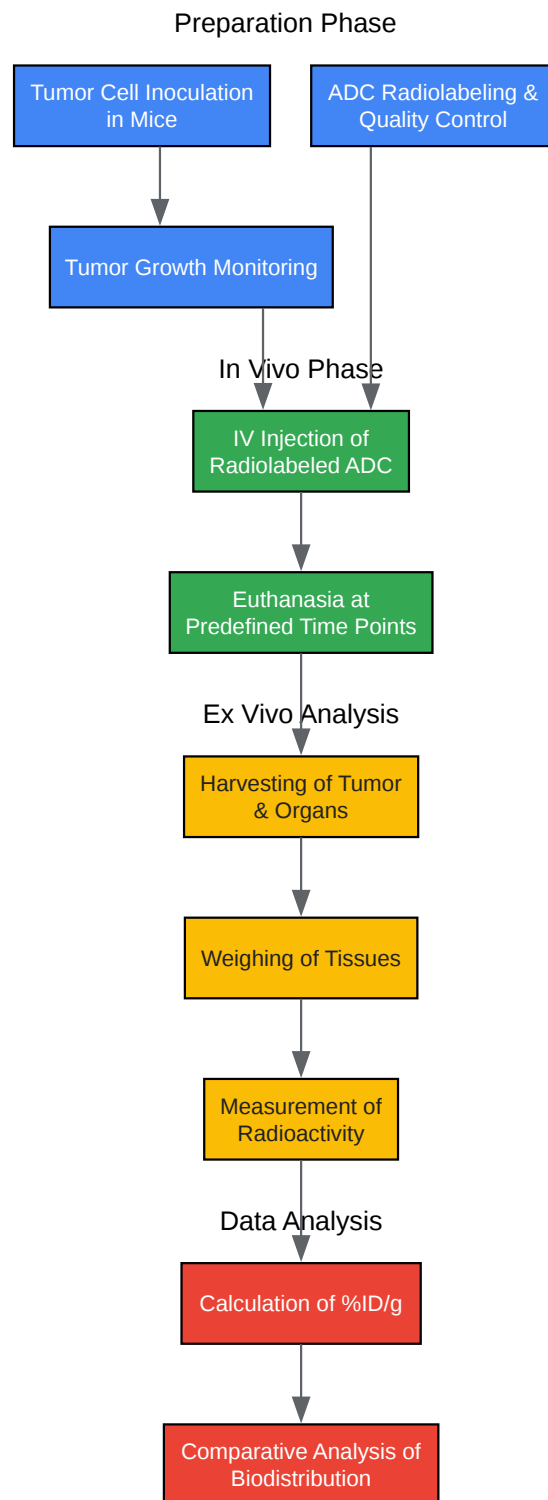 Preparation Phase
Tumor Cell Inoculation
in Mice
ADC Radiolabeling &
Quality Control
Tumor Growth Monitoring
In Vivo Phase
IV Injection of
Radiolabeled ADC
Euthanasia at
Predefined Time Points
Ex Vivo Analysis
Harvesting of Tumor
& Organs
Weighing of Tissues
Measurement of
Radioactivity
Data Analysis
Calculation of %ID/g
Comparative Analysis of
Biodistribution